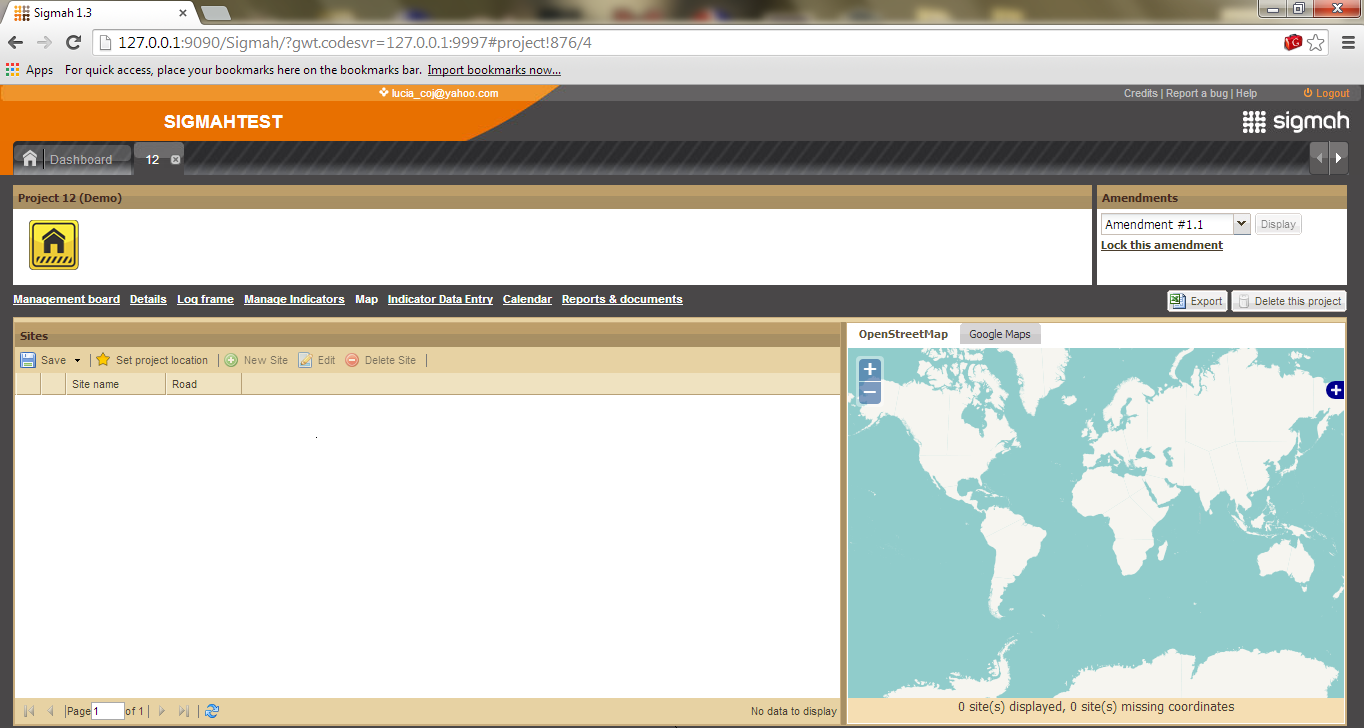 Sigmah 1.3
127.0.0.1:9090/Sigmah/?gwt.codesvr=127.0.0.1:9997#project!876/4
Apps For quick access, place your bookmarks here on the bookmarks bar. Import bookmarks now...
lucia_coj@yahoo.com Credits | Report a bug | Help Logout
SIGMAHTEST sigmah
Dashboard 12
Project 12 (Demo) Amendments
Amendment #1.1 Display
Lock this amendment
Management board Details Log frame Manage Indicators Map Indicator Data Entry Calendar Reports & documents Export Delete this project
Sites OpenStreetMap Google Maps
Save Set project location New Site Edit Delete Site
Site name Road
Page 1 of 1 No data to display
0 site(s) displayed, 0 site(s) missing coordinates